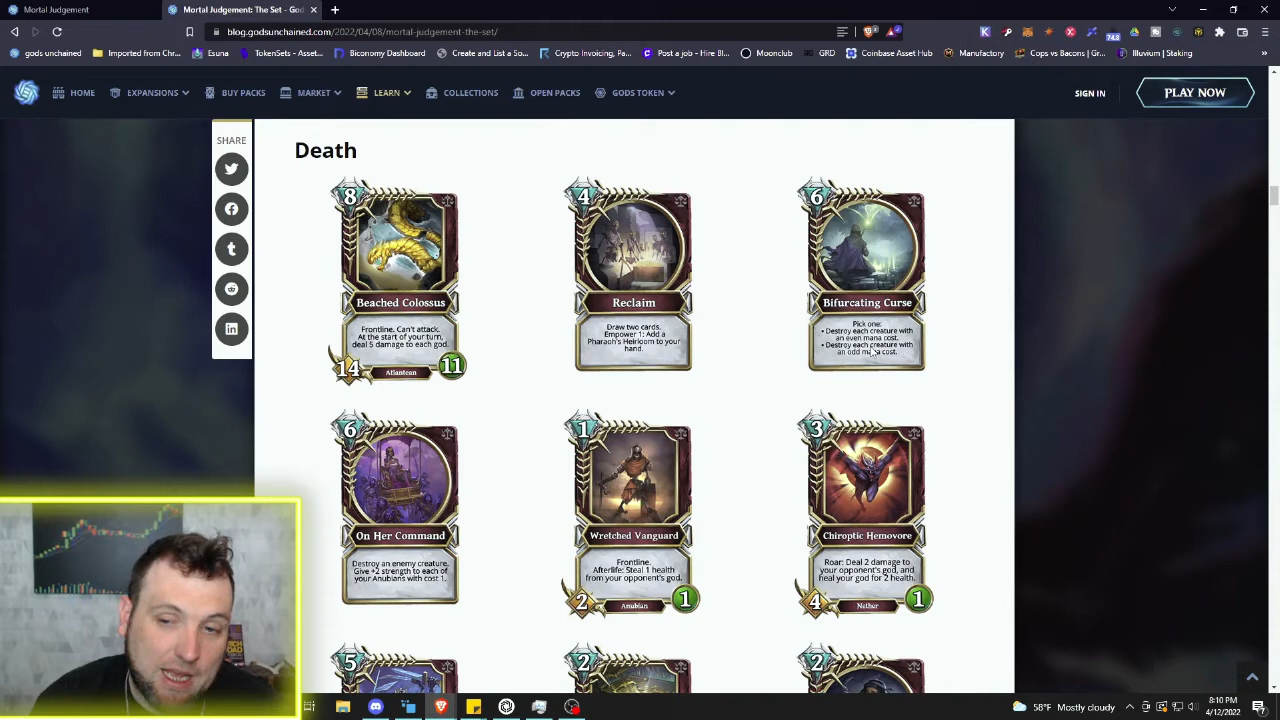 Mortal Judgement
Mortal Judgement: The Set - God
blog.godsunchained.com/2022/04/08/mortal-judgement-the-set/
gods unchained
Imported from Chr...
Esuna
TokenSets - Asset...
Biconomy Dashboard
Create and List a So...
Crypto Invoicing, Pa...
Post a job - Hire Bl...
Moonclub
GRD
Coinbase Asset Hub
Manufactory
Cops vs Bacons | Gr...
Illuvium | Staking
HOME
EXPANSIONS
BUY PACKS
MARKET
LEARN
COLLECTIONS
OPEN PACKS
GODS TOKEN
SIGN IN
PLAY NOW
SHARE
Death
8
Beached Colossus
Frontline. Can't attack.
At the start of your turn,
deal 5 damage to each god.
14
Atlantean
11
4
Reclaim
Draw two cards.
Empower 1: Add a
Pharaoh's Heirloom to your
hand.
6
Bifurcating Curse
Pick one:
• Destroy each creature with
an even mana cost.
• Destroy each creature with
an odd mana cost.
6
On Her Command
Destroy an enemy creature.
Give +2 strength to each of
your Anubians with cost 1.
1
Wretched Vanguard
Frontline.
Afterlife: Steal 1 health
from your opponent's god.
2
Anubian
1
3
Chiroptic Hemovore
Roar: Deal 2 damage to
your opponent's god, and
heal your god for 2 health.
4
Nether
1
5
2
2
RICH
DAD
58°F Mostly cloudy
8:10 PM
4/12/2022